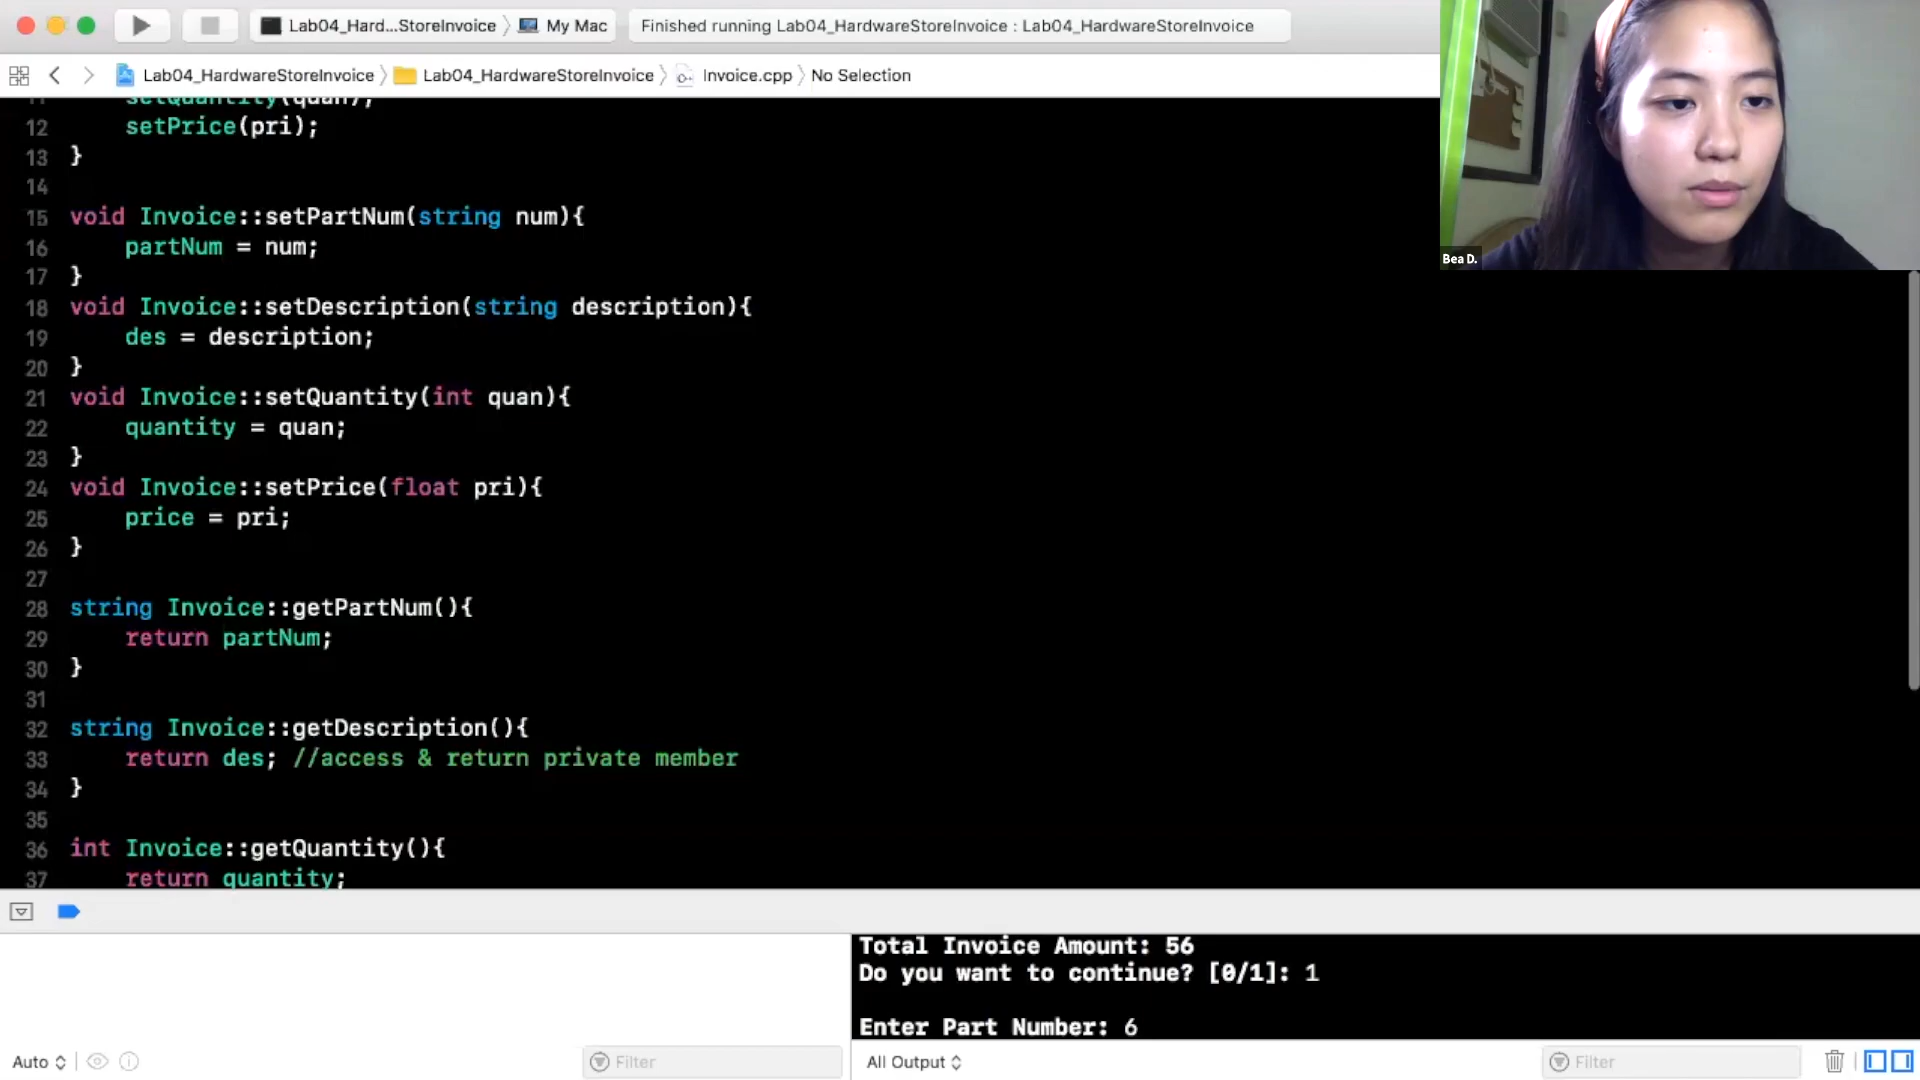 Lab04_Hard...StoreInvoice 〉 My Mac
Finished running Lab04_HardwareStoreInvoice : Lab04_HardwareStoreInvoice
Lab04_HardwareStoreInvoice 〉 Lab04_HardwareStoreInvoice 〉 Invoice.cpp 〉 No Selection
Bea D.
11 setQuantity(quan);
12 setPrice(pri);
13 }
14
15 void Invoice::setPartNum(string num){
16 partNum = num;
17 }
18 void Invoice::setDescription(string description){
19 des = description;
20 }
21 void Invoice::setQuantity(int quan){
22 quantity = quan;
23 }
24 void Invoice::setPrice(float pri){
25 price = pri;
26 }
27
28 string Invoice::getPartNum(){
29 return partNum;
30 }
31
32 string Invoice::getDescription(){
33 return des; //access & return private member
34 }
35
36 int Invoice::getQuantity(){
37 return quantity;
Total Invoice Amount: 56
Do you want to continue? [0/1]: 1
Enter Part Number: 6
Auto
Filter
All Output
Filter